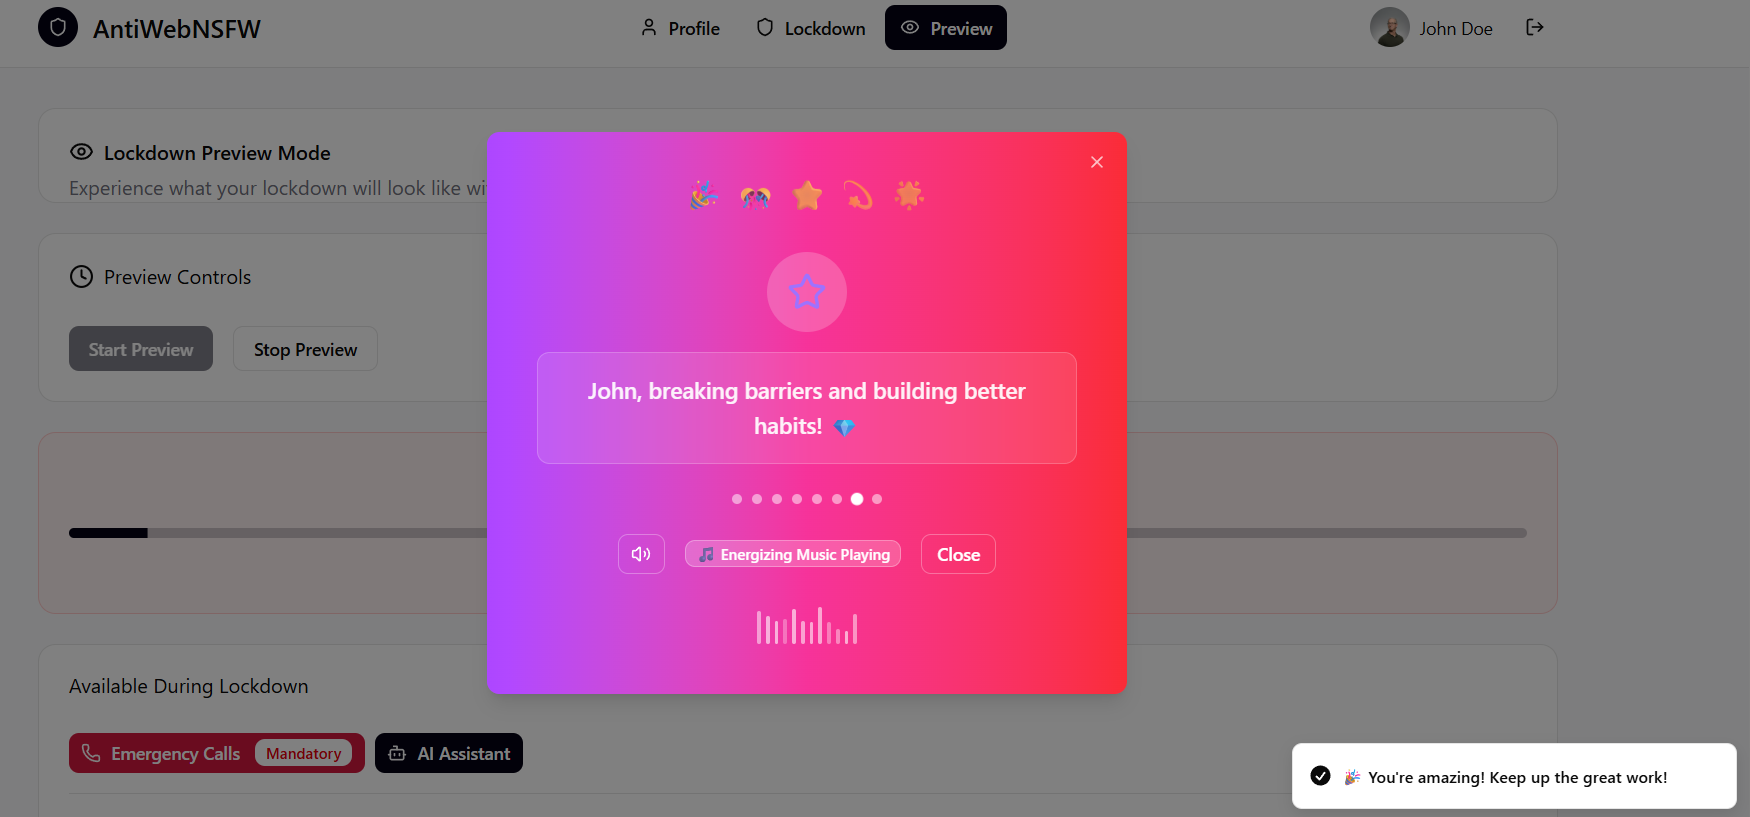 AntiWebNSFW
Profile
Lockdown
Preview
John Doe
Lockdown Preview Mode
Experience what your lockdown will look like
Preview Controls
Start Preview
Stop Preview
🎉 🎊 ⭐ 💫 🌟
John, breaking barriers and building better
habits! 💎
🎵 Energizing Music Playing
Close
Available During Lockdown
Emergency Calls
Mandatory
AI Assistant
🎉 You're amazing! Keep up the great work!